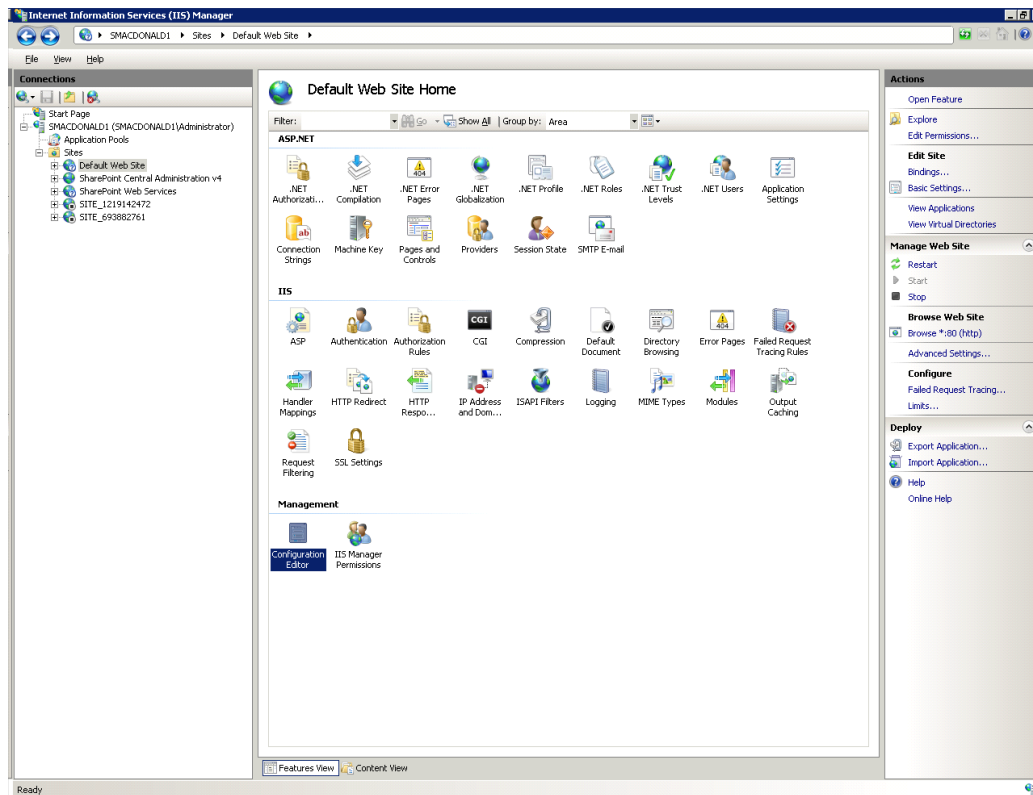 Internet Information Services (IIS) Manager
SMACDONALD1 Sites Default Web Site
File View Help
Connections
Start Page
SMACDONALD1 (SMACDONALD1\Administrator)
Application Pools
Sites
Default Web Site
SharePoint Central Administration v4
SharePoint Web Services
SITE_1219142472
SITE_693882761
Default Web Site Home
Filter: Go Show All Group by: Area
ASP.NET
.NET Authorizati...
.NET Compilation
.NET Error Pages
.NET Globalization
.NET Profile
.NET Roles
.NET Trust Levels
.NET Users
Application Settings
ab
Connection Strings
Machine Key
Pages and Controls
Providers
Session State
SMTP E-mail
IIS
ASP
Authentication
Authorization Rules
CGI
CGI
Compression
Default Document
Directory Browsing
404
Error Pages
Failed Request Tracing Rules
Handler Mappings
HTTP Redirect
HTTP Respo...
IP Address and Dom...
ISAPI Filters
Logging
MIME Types
Modules
Output Caching
Request Filtering
SSL Settings
Management
Configuration Editor
IIS Manager Permissions
Features View Content View
Actions
Open Feature
Explore
Edit Permissions...
Edit Site
Bindings...
Basic Settings...
View Applications
View Virtual Directories
Manage Web Site
Restart
Start
Stop
Browse Web Site
Browse *:80 (http)
Advanced Settings...
Configure
Failed Request Tracing...
Limits...
Deploy
Export Application...
Import Application...
Help
Online Help
Ready